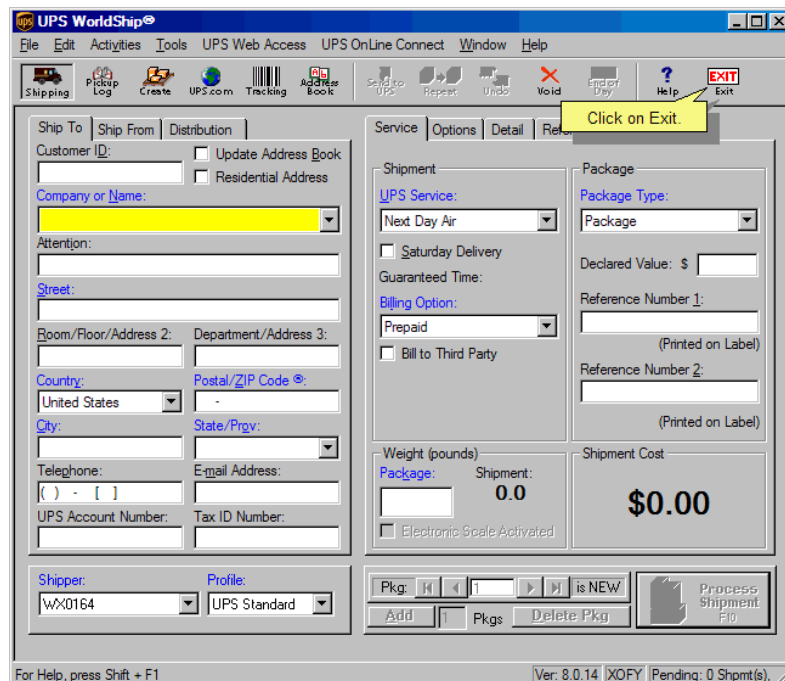 UPS WorldShip®
File Edit Activities Tools UPS Web Access UPS OnLine Connect Window Help
Shipping Pickup Log Create UPS.com Tracking Address Book Send to UPS Repeat Undo Void End of Day Help EXIT Exit
Click on Exit.
Ship To Ship From Distribution
Customer ID:
Update Address Book
Residential Address
Company or Name:
Attention:
Street:
Room/Floor/Address 2: Department/Address 3:
Country: Postal/ZIP Code ®:
United States -
City: State/Prov:
Telephone: E-mail Address:
( ) - [ ]
UPS Account Number: Tax ID Number:
Shipper: Profile:
WX0164 UPS Standard
Service Options Detail
Shipment
UPS Service:
Next Day Air
Saturday Delivery
Guaranteed Time:
Billing Option:
Prepaid
Bill to Third Party
Package
Package Type:
Package
Declared Value: $
Reference Number 1:
(Printed on Label)
Reference Number 2:
(Printed on Label)
Weight (pounds)
Package: Shipment:
0.0
Electronic Scale Activated
Shipment Cost
$0.00
Pkg: 1 is NEW
Add 1 Pkgs Delete Pkg
Process
Shipment
F10
For Help, press Shift + F1 Ver: 8.0.14 XOFY Pending: 0 Shpmt(s),